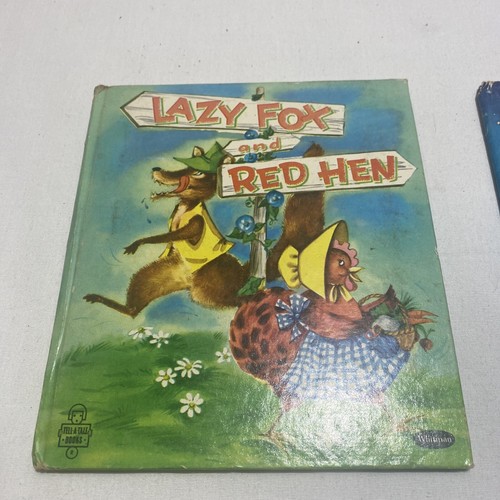 LAZY FOX
and
RED HEN
TELL-A-TALE
BOOKS
Whitman